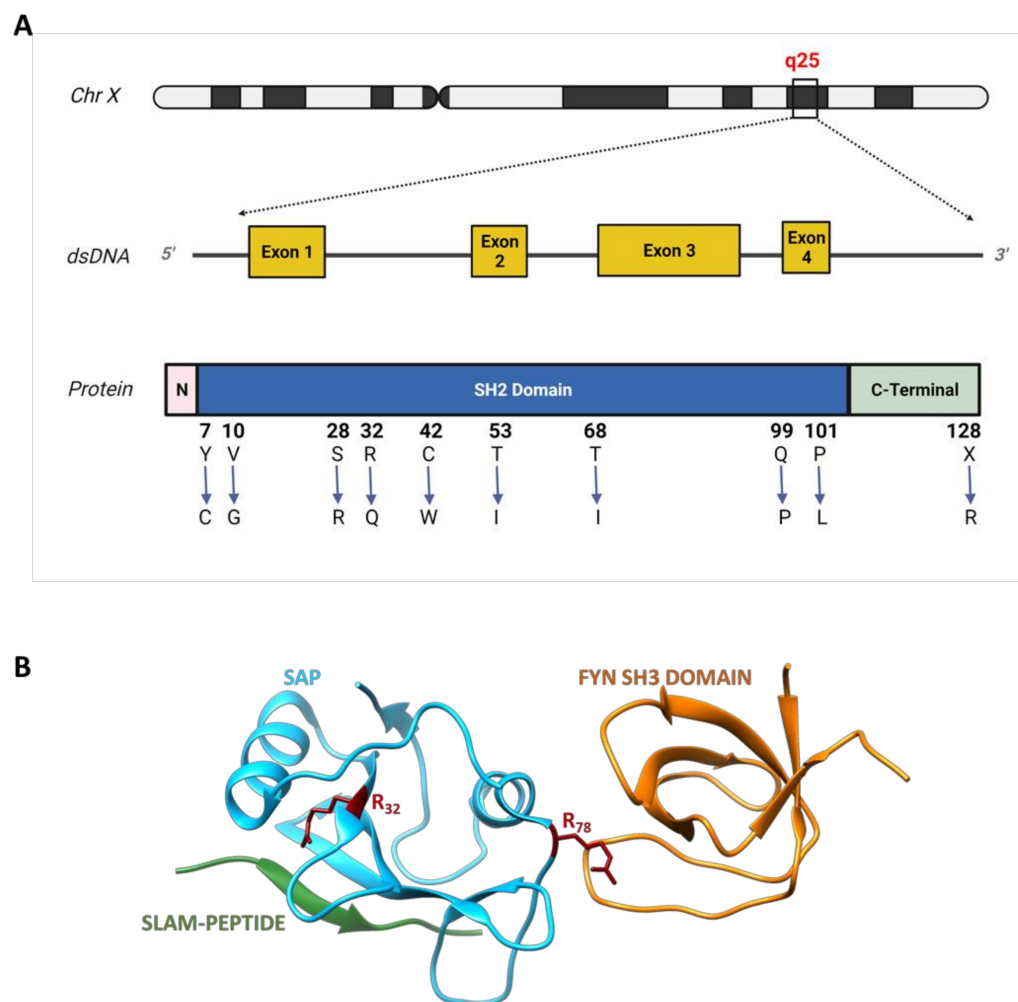 A
q25
Chr X
dsDNA 5' Exon 1 Exon 2 Exon 3 Exon 4 3'
Protein N SH2 Domain C-Terminal
7 10 28 32 42 53 68 99 101 128
Y V S R C T T Q P X
C G R Q W I I P L R
B
SAP FYN SH3 DOMAIN
R32
R78
SLAM-PEPTIDE